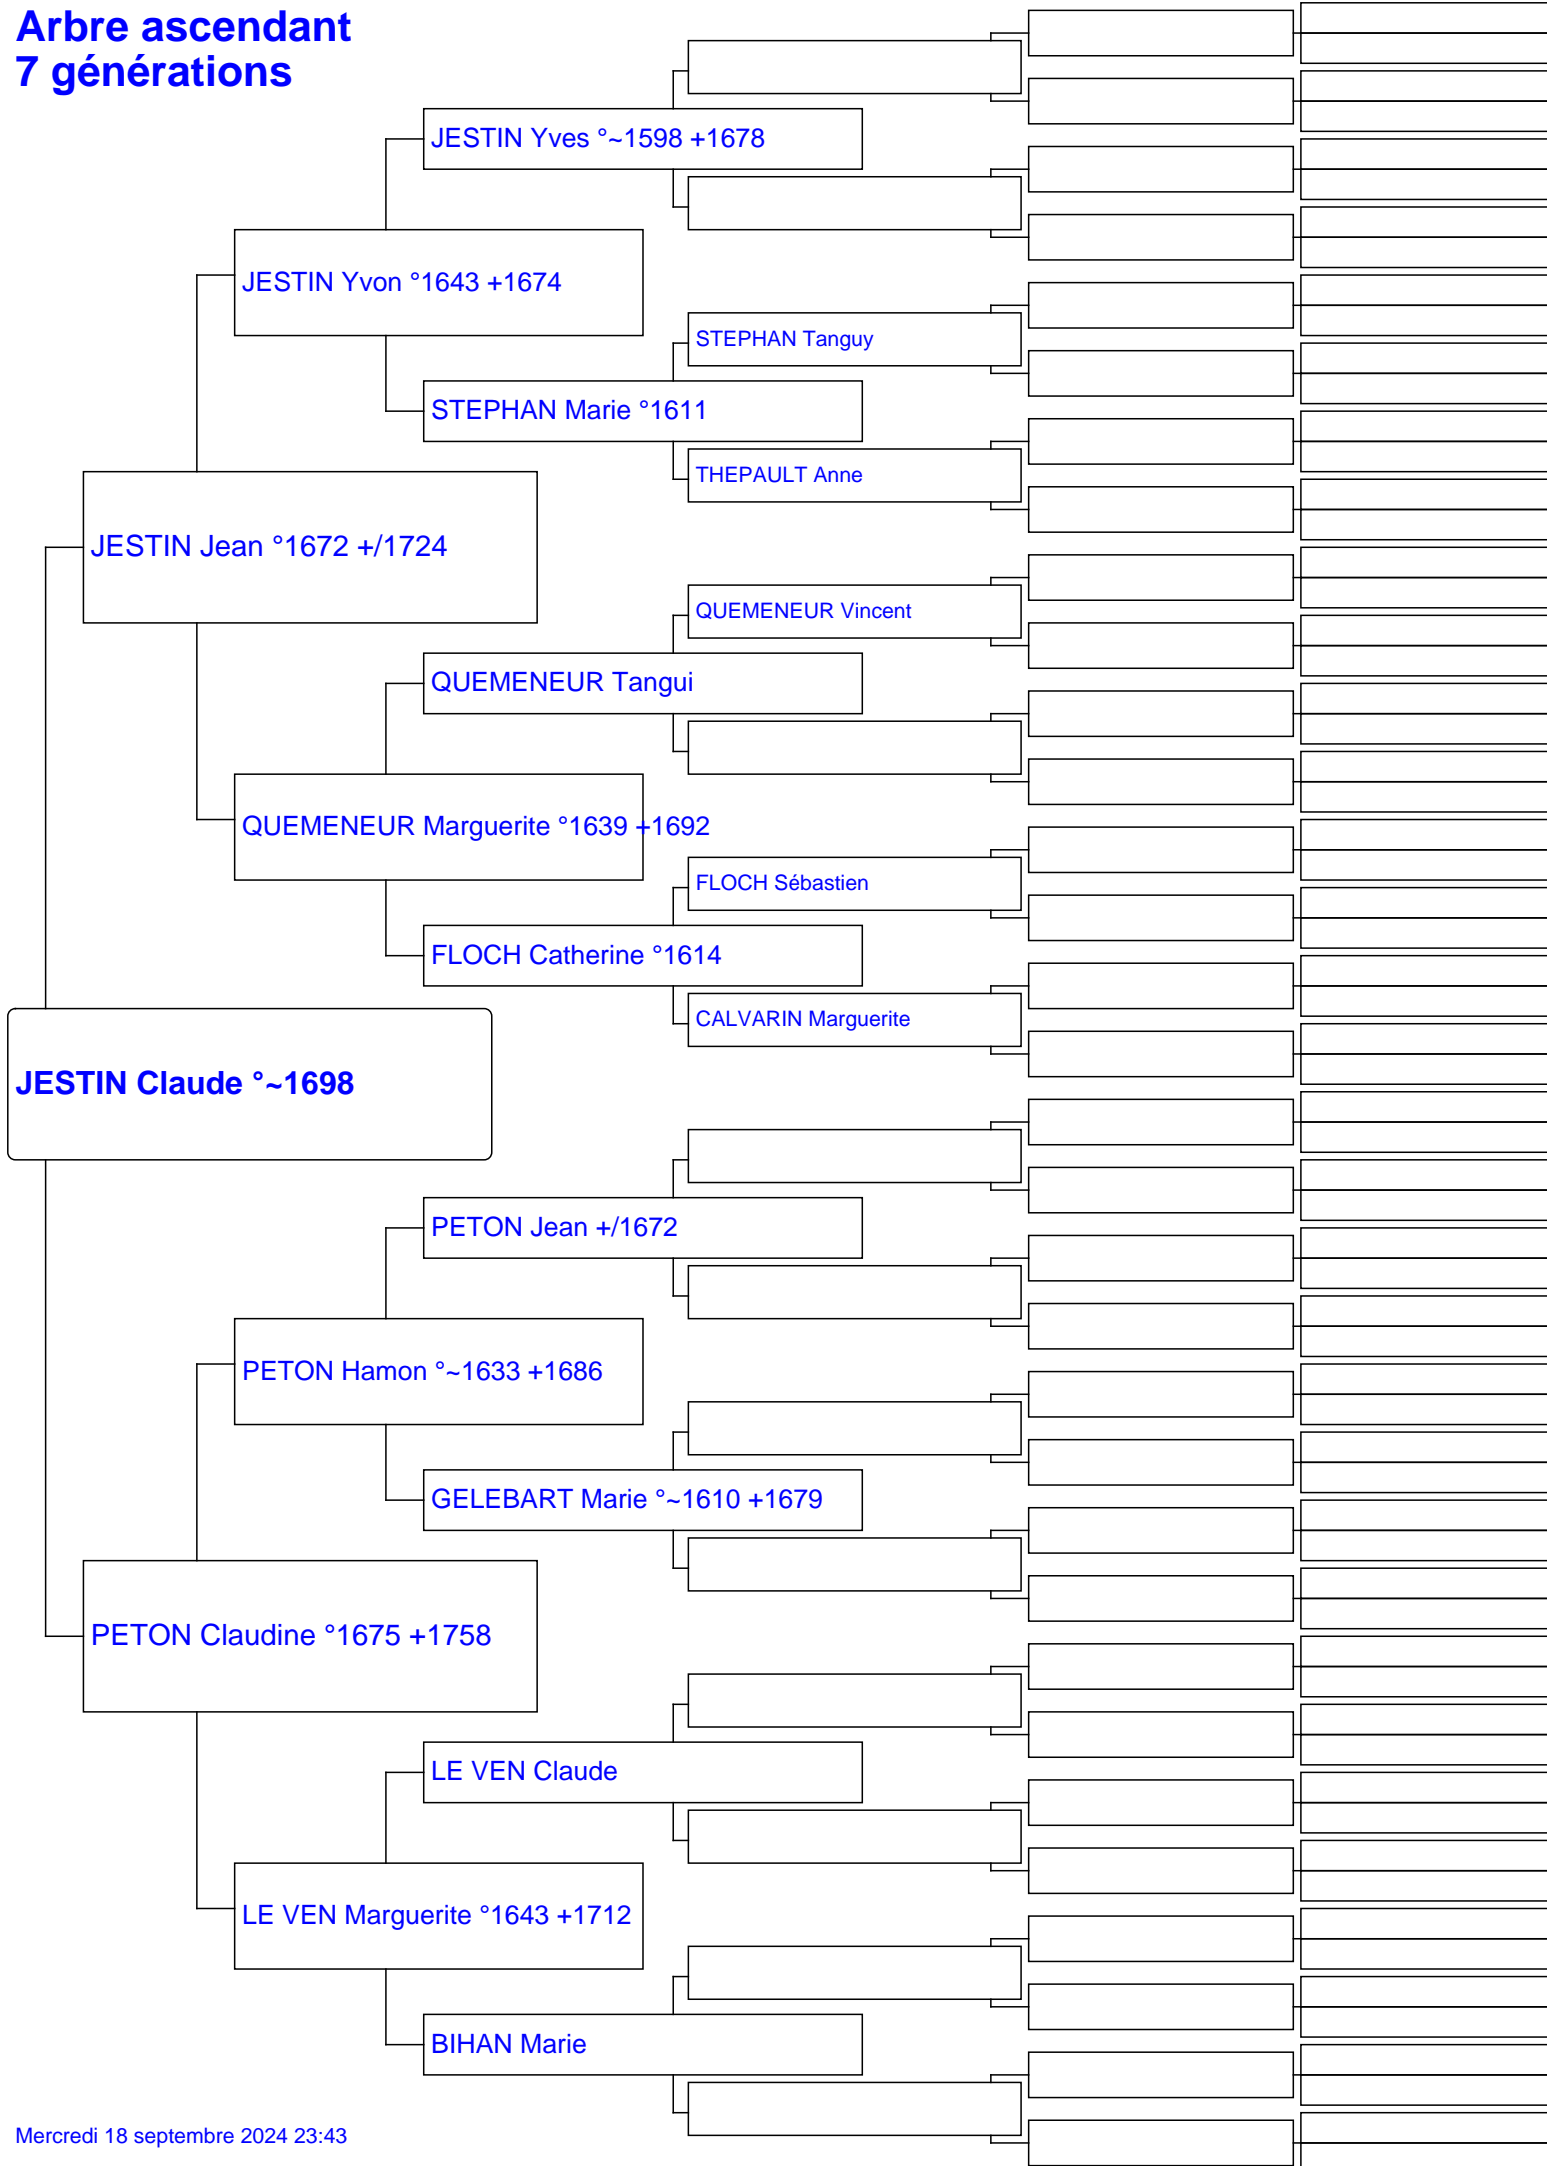 Arbre ascendant
7 générations
JESTIN Yves °~1598 +1678
JESTIN Yvon °1643 +1674
STEPHAN Tanguy
STEPHAN Marie °1611
THEPAULT Anne
JESTIN Jean °1672 +/1724
QUEMENEUR Vincent
QUEMENEUR Tangui
QUEMENEUR Marguerite °1639 +1692
FLOCH Sébastien
FLOCH Catherine °1614
CALVARIN Marguerite
JESTIN Claude °~1698
PETON Jean +/1672
PETON Hamon °~1633 +1686
GELEBART Marie °~1610 +1679
PETON Claudine °1675 +1758
LE VEN Claude
LE VEN Marguerite °1643 +1712
BIHAN Marie
Mercredi 18 septembre 2024 23:43